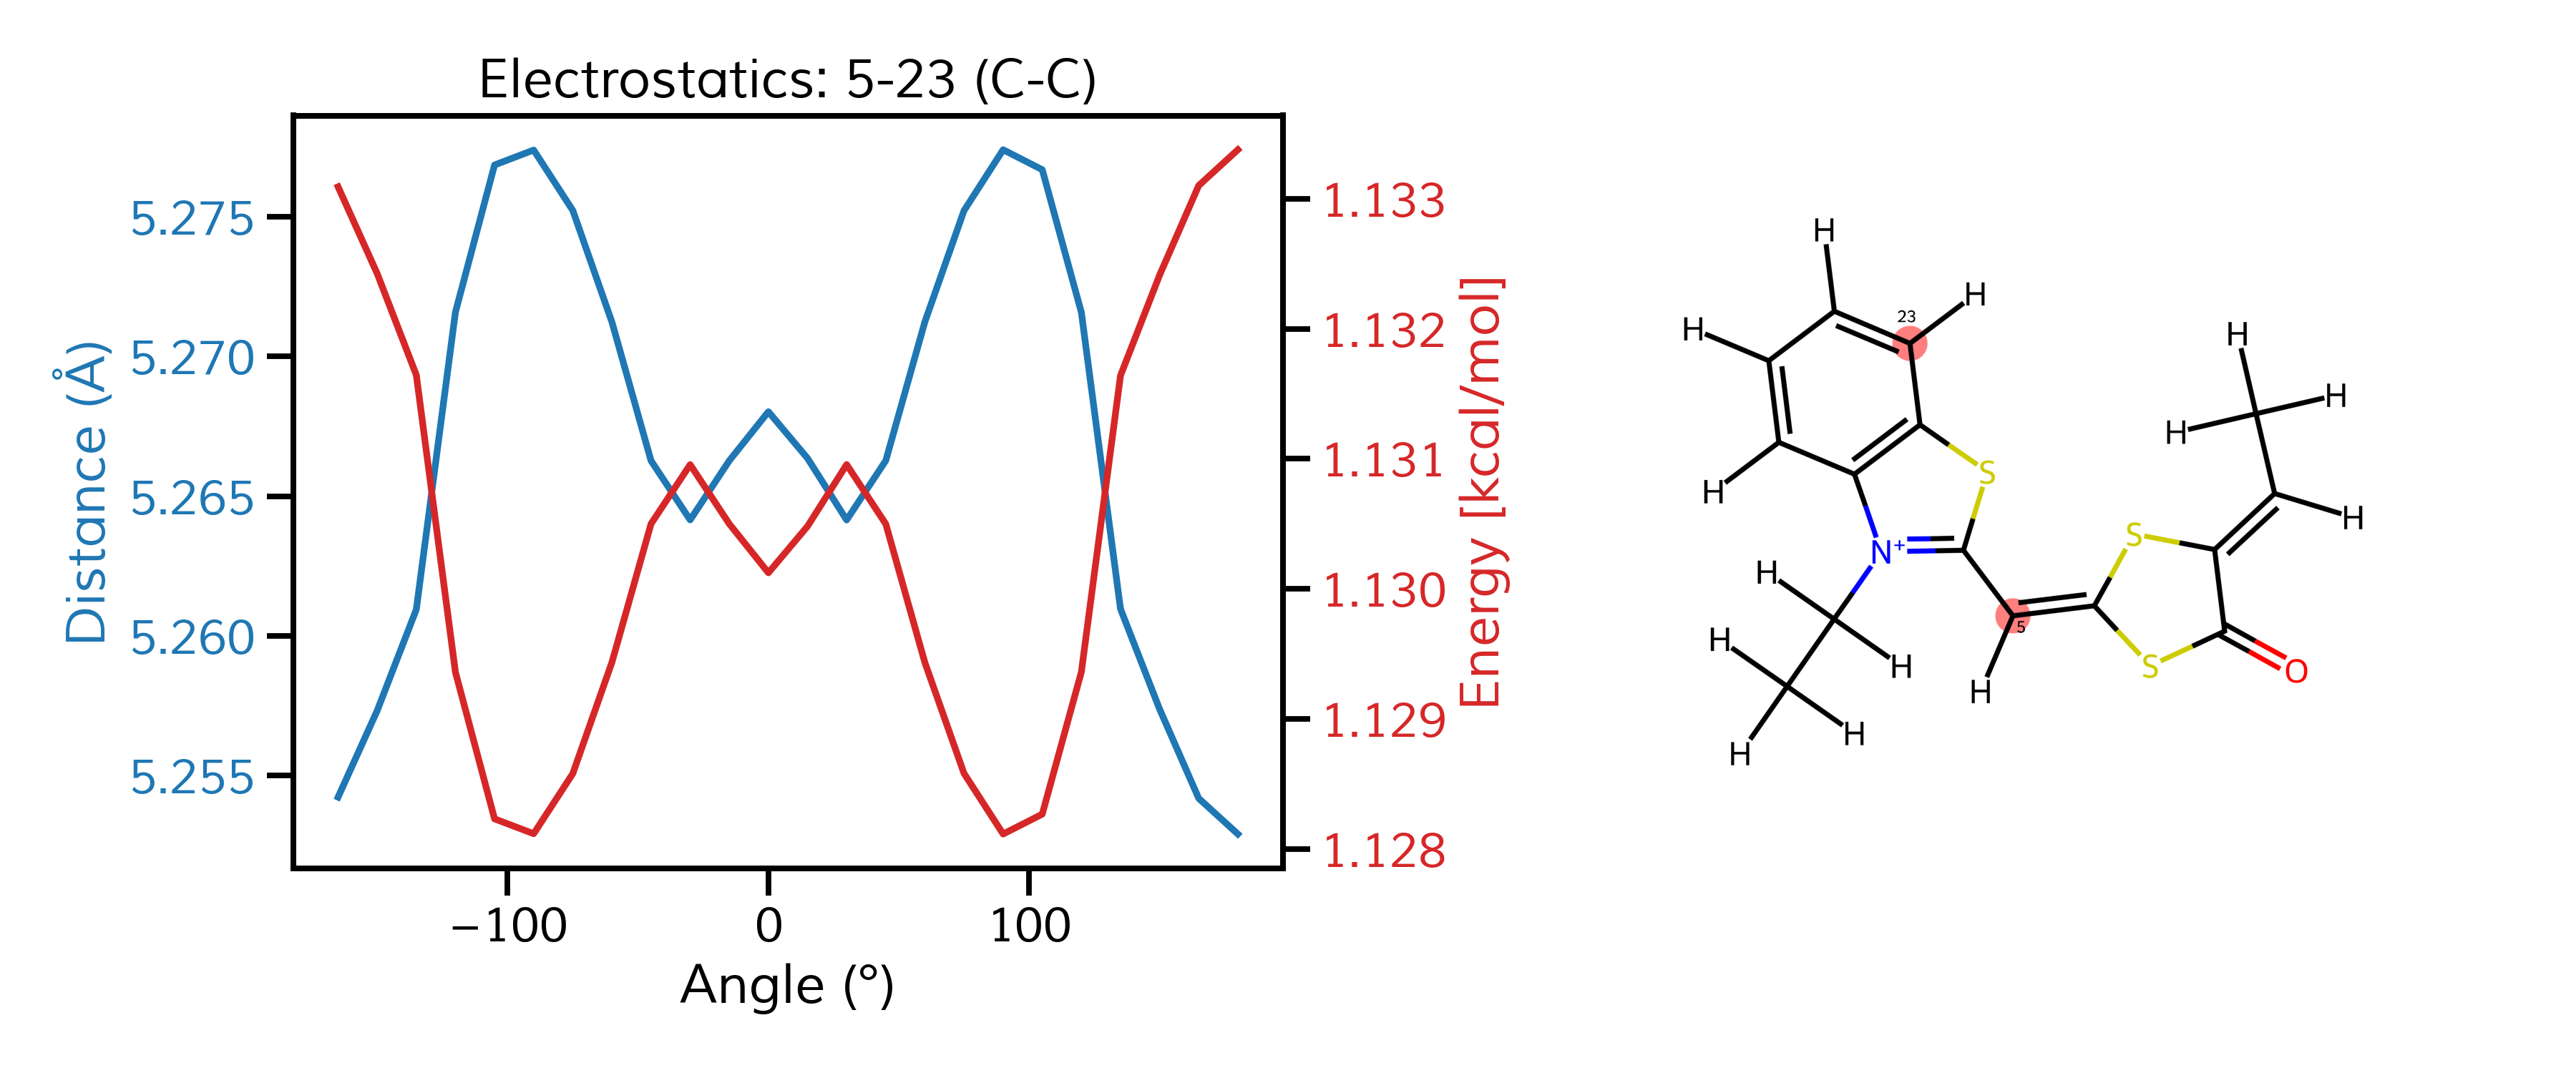 Electrostatics: 5-23 (C-C)
Distance (Å)
5.275
5.270
5.265
5.260
5.255
−100
0
100
Angle (°)
1.133
1.132
1.131
1.130
1.129
1.128
Energy [kcal/mol]
H
H
23
H
H
H
S
N+
H
H
H
H
H
5
H
S
S
O
H
H
H
H